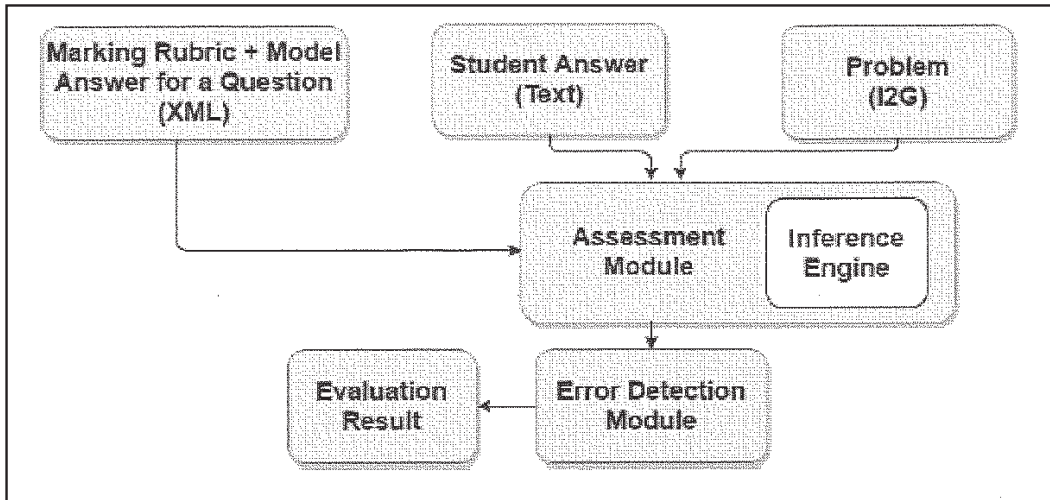 Marking Rubric + Model
Answer for a Question
(XML)
Student Answer
(Text)
Problem
(I2G)
Assessment
Module
Inference
Engine
Evaluation
Result
Error Detection
Module